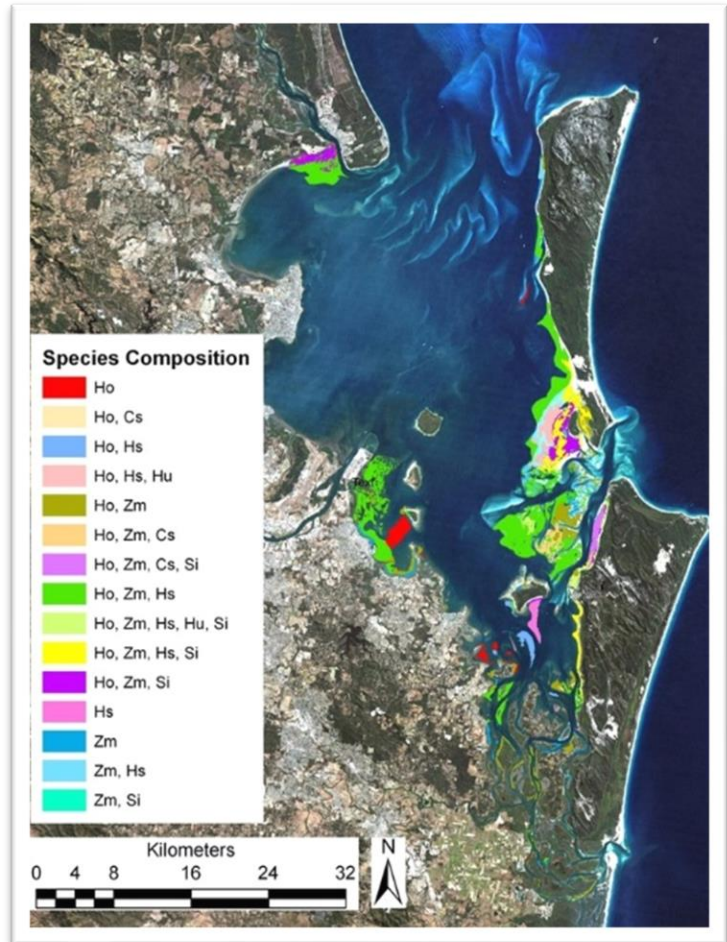 Species Composition
Ho
Ho, Cs
Ho, Hs
Ho, Hs, Hu
Ho, Zm
Ho, Zm, Cs
Ho, Zm, Cs, Si
Ho, Zm, Hs
Ho, Zm, Hs, Hu, Si
Ho, Zm, Hs, Si
Ho, Zm, Si
Hs
Zm
Zm, Hs
Zm, Si
Text
Kilometers
0 4 8 16 24 32
N